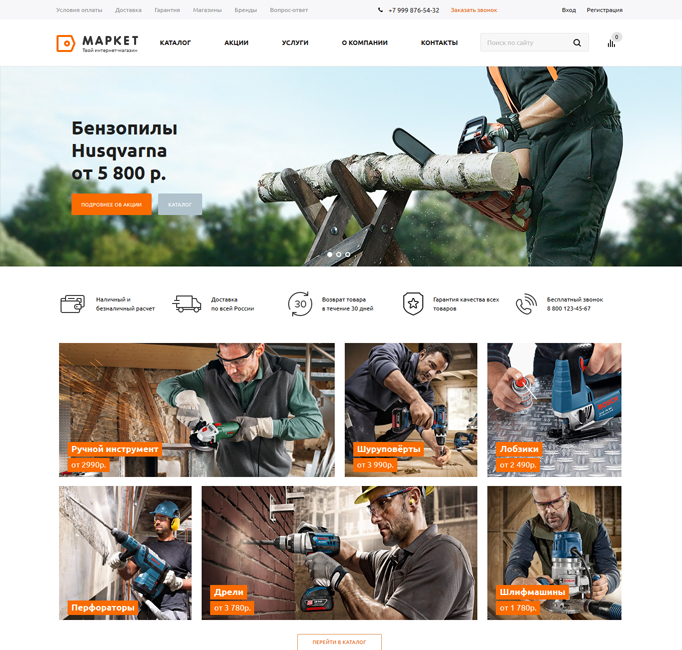 Условия оплаты Доставка Гарантия Магазины Бренды Вопрос-ответ +7 999 876-54-32 Заказать звонок Вход Регистрация
МАРКЕТ
Твой интернет-магазин
КАТАЛОГ АКЦИИ УСЛУГИ О КОМПАНИИ КОНТАКТЫ Поиск по сайту 0
Бензопилы
Husqvarna
от 5 800 р.
ПОДРОБНЕЕ ОБ АКЦИИ КАТАЛОГ
Наличный и
безналичный расчет
Доставка
по всей России
30
Возврат товара
в течение 30 дней
Гарантия качества всех
товаров
Бесплатный звонок
8 800 123-45-67
Ручной инструмент
от 2990р.
Шуруповёрты
от 3 990р.
Лобзики
от 2 490р.
BOSCH
Перфораторы
Дрели
от 3 780р.
Шлифмашины
от 1 780р.
ПЕРЕЙТИ В КАТАЛОГ